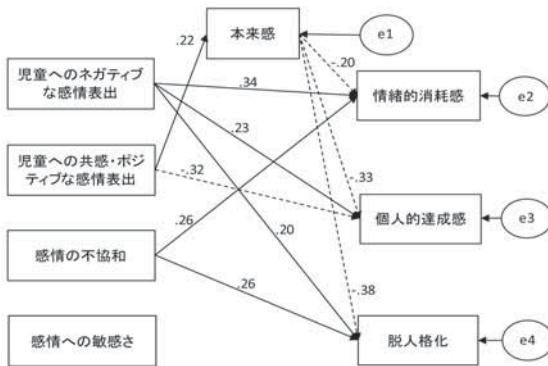 本来感
e1
.22
-.20
児童へのネガティブ
な感情表出
.34
情緒的消耗感
e2
.23
児童への共感・ポジ
ティブな感情表出
-.32
-.33
個人的達成感
e3
.26
.20
感情の不協和
.26
-.38
感情への敏感さ
脱人格化
e4